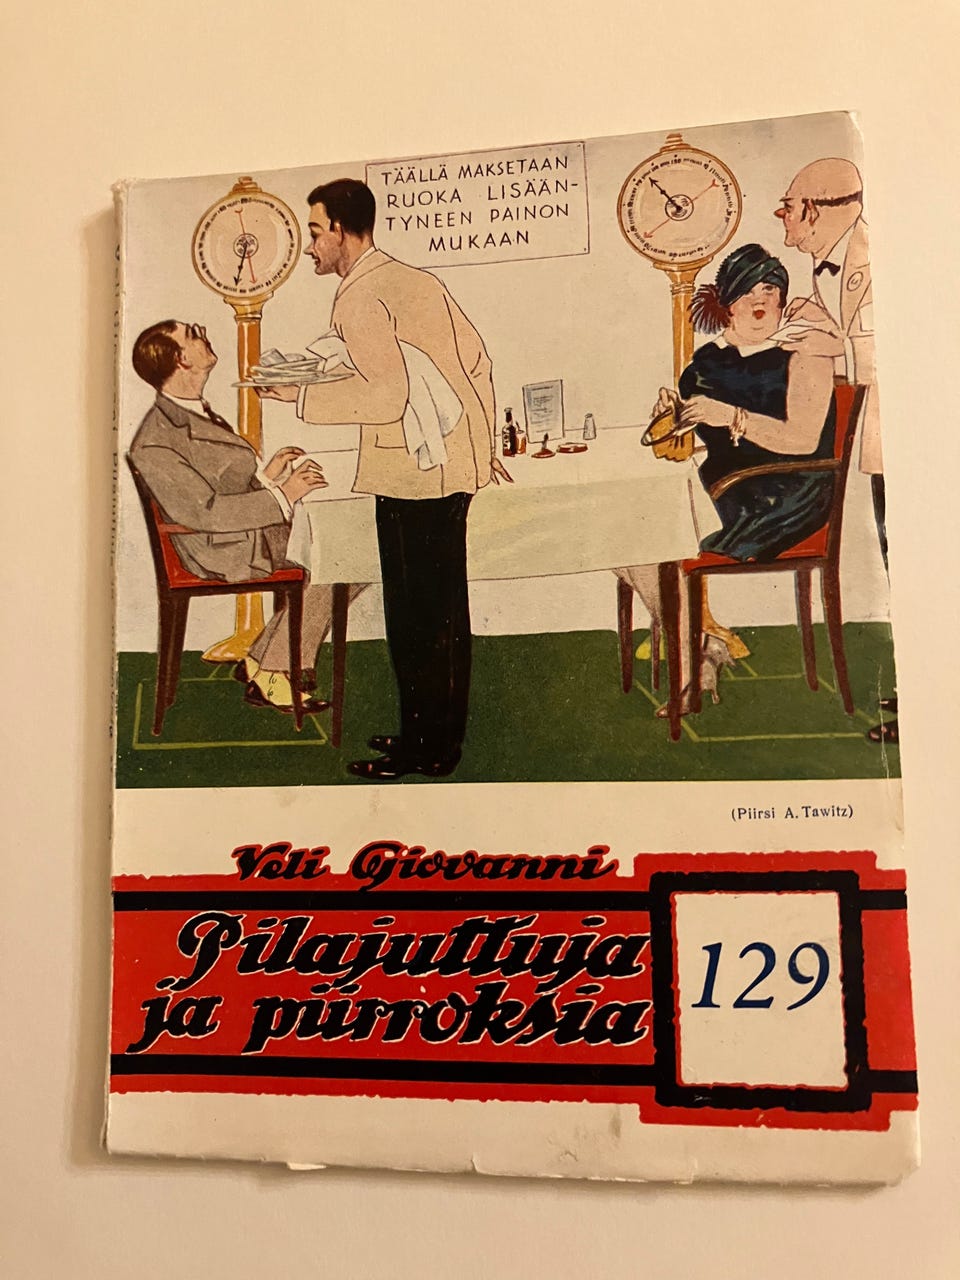 TÄÄLLÄ MAKSETAAN
RUOKA LISÄÄN-
TYNEEN PAINON
MUKAAN
(Piirsi A. Tawitz)
Veli Giovanni
Pilajuttuja
ja piirroksia
129